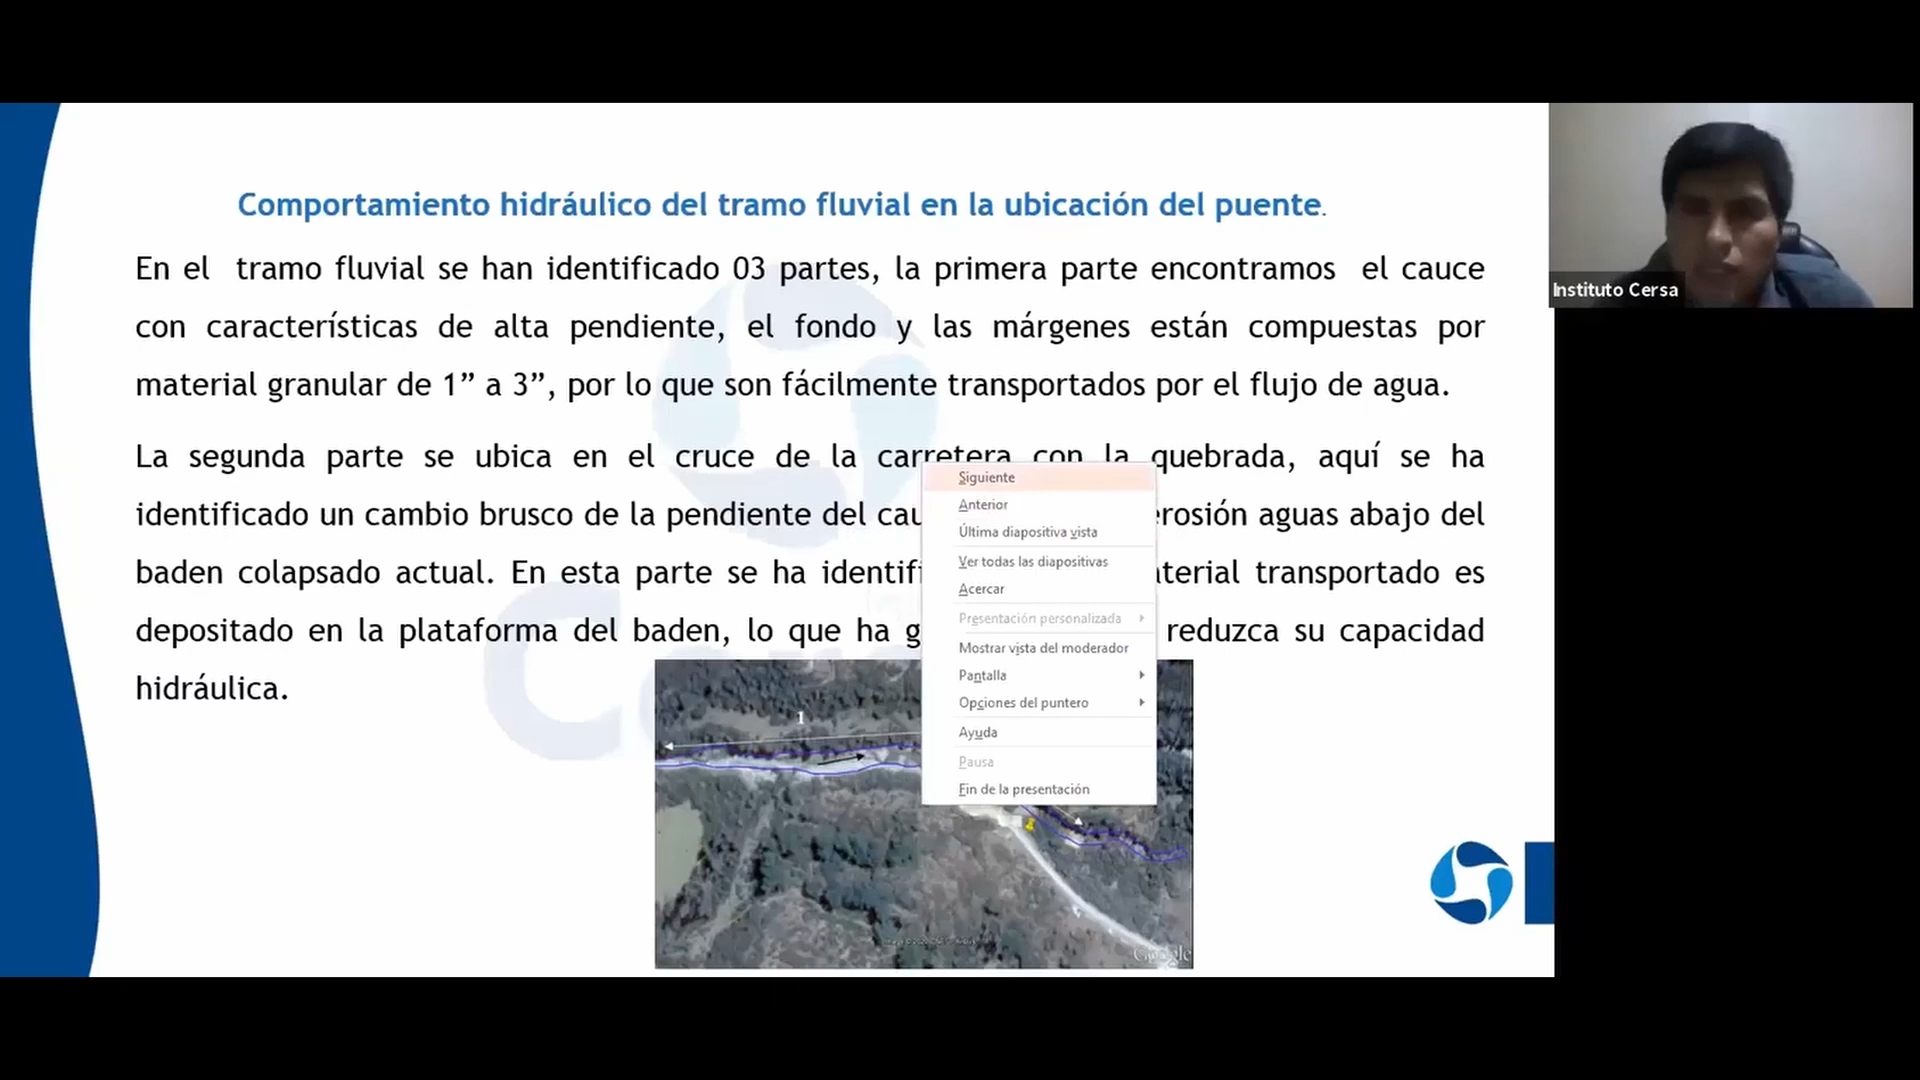 Comportamiento hidráulico del tramo fluvial en la ubicación del puente.
En el tramo fluvial se han identificado 03 partes, la primera parte encontramos el cauce
con características de alta pendiente, el fondo y las márgenes están compuestas por
material granular de 1” a 3”, por lo que son fácilmente transportados por el flujo de agua.
La segunda parte se ubica en el cruce de la carretera con la quebrada, aquí se ha
identificado un cambio brusco de la pendiente del cau erosión aguas abajo del
baden colapsado actual. En esta parte se ha identifi aterial transportado es
depositado en la plataforma del baden, lo que ha g reduzca su capacidad
hidráulica.
Siguiente
Anterior
Última diapositiva vista
Ver todas las diapositivas
Acercar
Presentación personalizada
Mostrar vista del moderador
Pantalla
Opciones del puntero
Ayuda
Pausa
Fin de la presentación
1
Google
Instituto Cersa